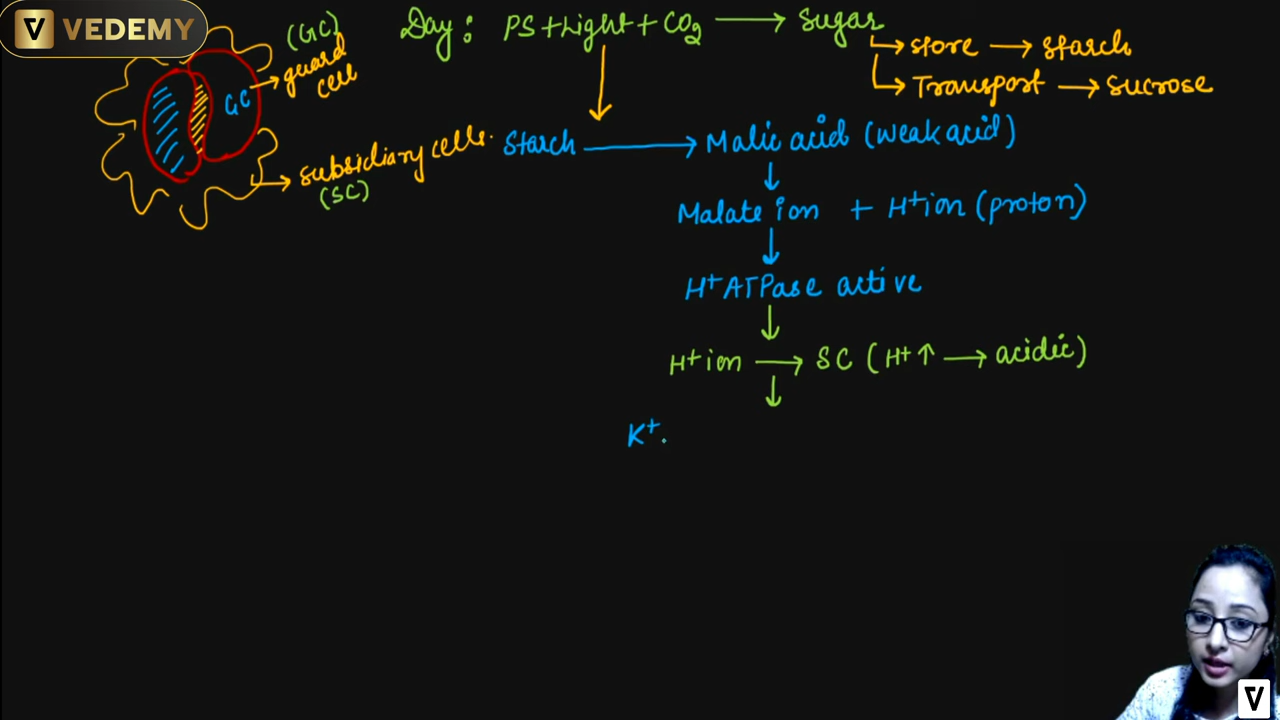 VEDEMY
(GC)
guard
cell
GC
subsidiary cells.
(SC)
Day: PS + Light + CO2 → Sugar
→ store → starch
→ Transport → Sucrose
Starch → Malic acid (weak acid)
↓
Malate ion + H+ ion (proton)
↓
H+ ATPase active
↓
H+ ion → SC (H+ ↑ → acidic)
↓
K+.